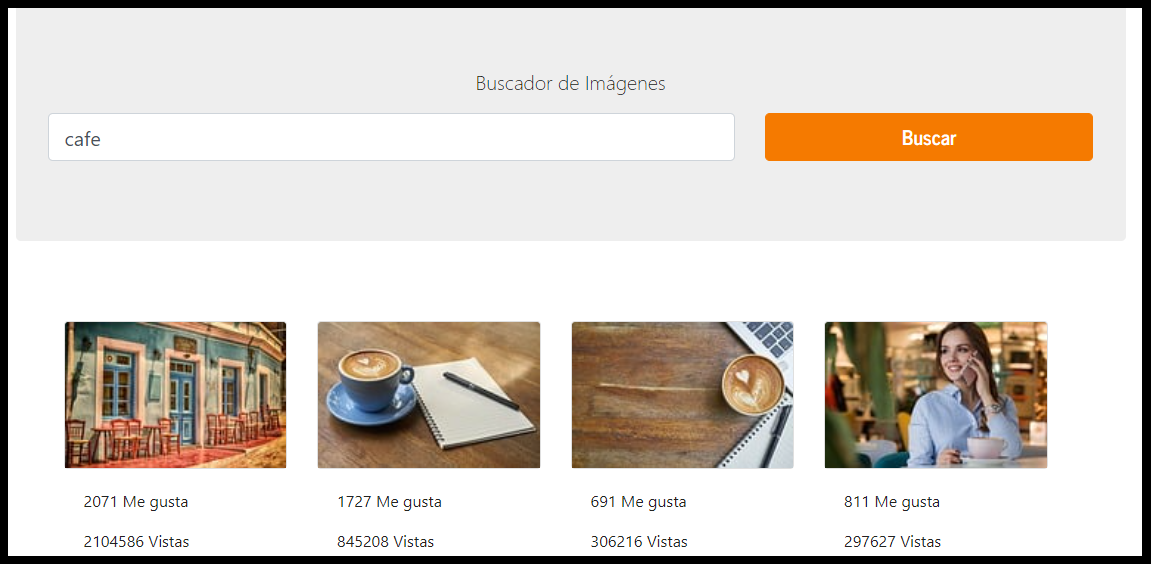 Buscador de Imágenes
cafe
Buscar
2071 Me gusta
1727 Me gusta
691 Me gusta
811 Me gusta
2104586 Vistas
845208 Vistas
306216 Vistas
297627 Vistas